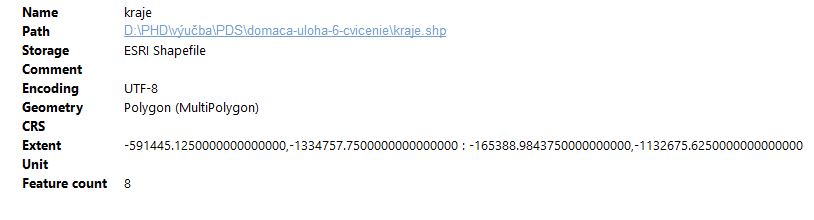 Name kraje
Path D:\PHD\výučba\PDS\domaca-uloha-6-cvicenie\kraje.shp
Storage ESRI Shapefile
Comment
Encoding UTF-8
Geometry Polygon (MultiPolygon)
CRS
Extent -591445.1250000000000000,-1334757.7500000000000000 : -165388.9843750000000000,-1132675.6250000000000000
Unit
Feature count 8